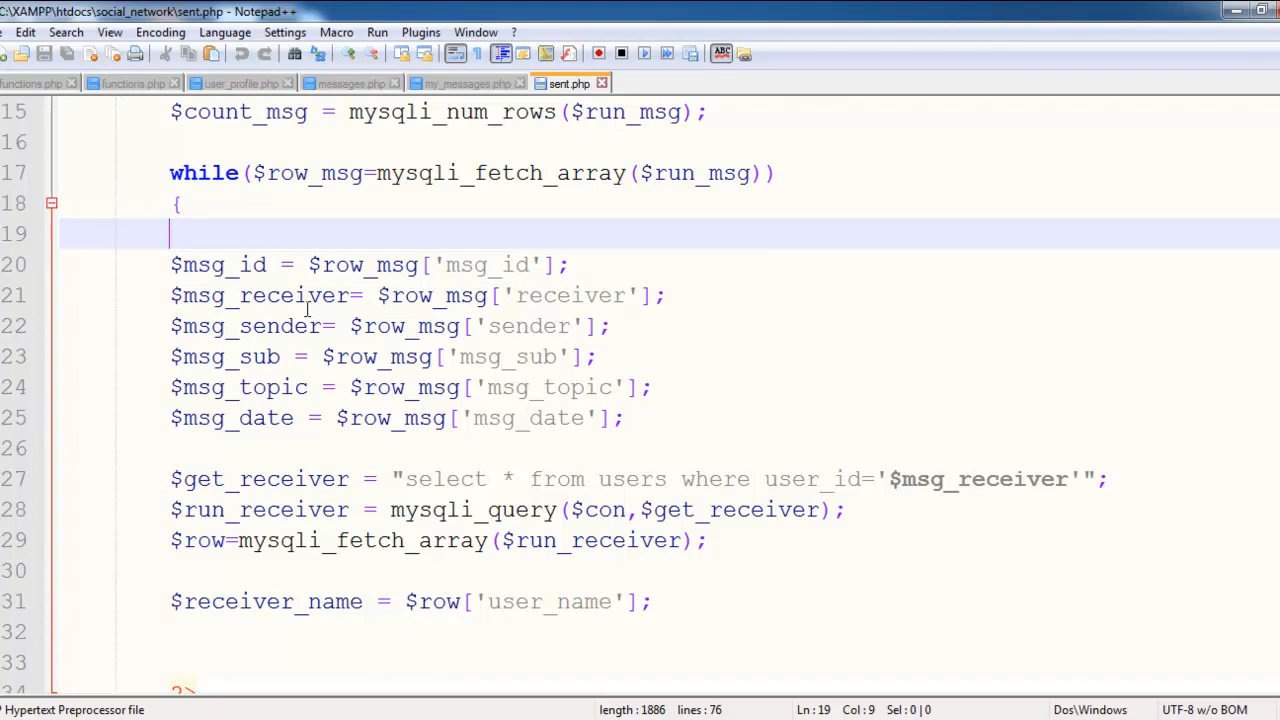 C:\XAMPP\htdocs\social_network\sent.php - Notepad++
Edit Search View Encoding Language Settings Macro Run Plugins Window ?
functions.php functions.php user_profile.php messages.php my_messages.php sent.php
15 $count_msg = mysqli_num_rows($run_msg);
16
17 while($row_msg=mysqli_fetch_array($run_msg))
18 {
19
20 $msg_id = $row_msg['msg_id'];
21 $msg_receiver= $row_msg['receiver'];
22 $msg_sender= $row_msg['sender'];
23 $msg_sub = $row_msg['msg_sub'];
24 $msg_topic = $row_msg['msg_topic'];
25 $msg_date = $row_msg['msg_date'];
26
27 $get_receiver = "select * from users where user_id='$msg_receiver'";
28 $run_receiver = mysqli_query($con,$get_receiver);
29 $row=mysqli_fetch_array($run_receiver);
30
31 $receiver_name = $row['user_name'];
32
33
34 ?>
Hypertext Preprocessor file length : 1886 lines : 76 Ln : 19 Col : 9 Sel : 0 | 0 Dos\Windows UTF-8 w/o BOM